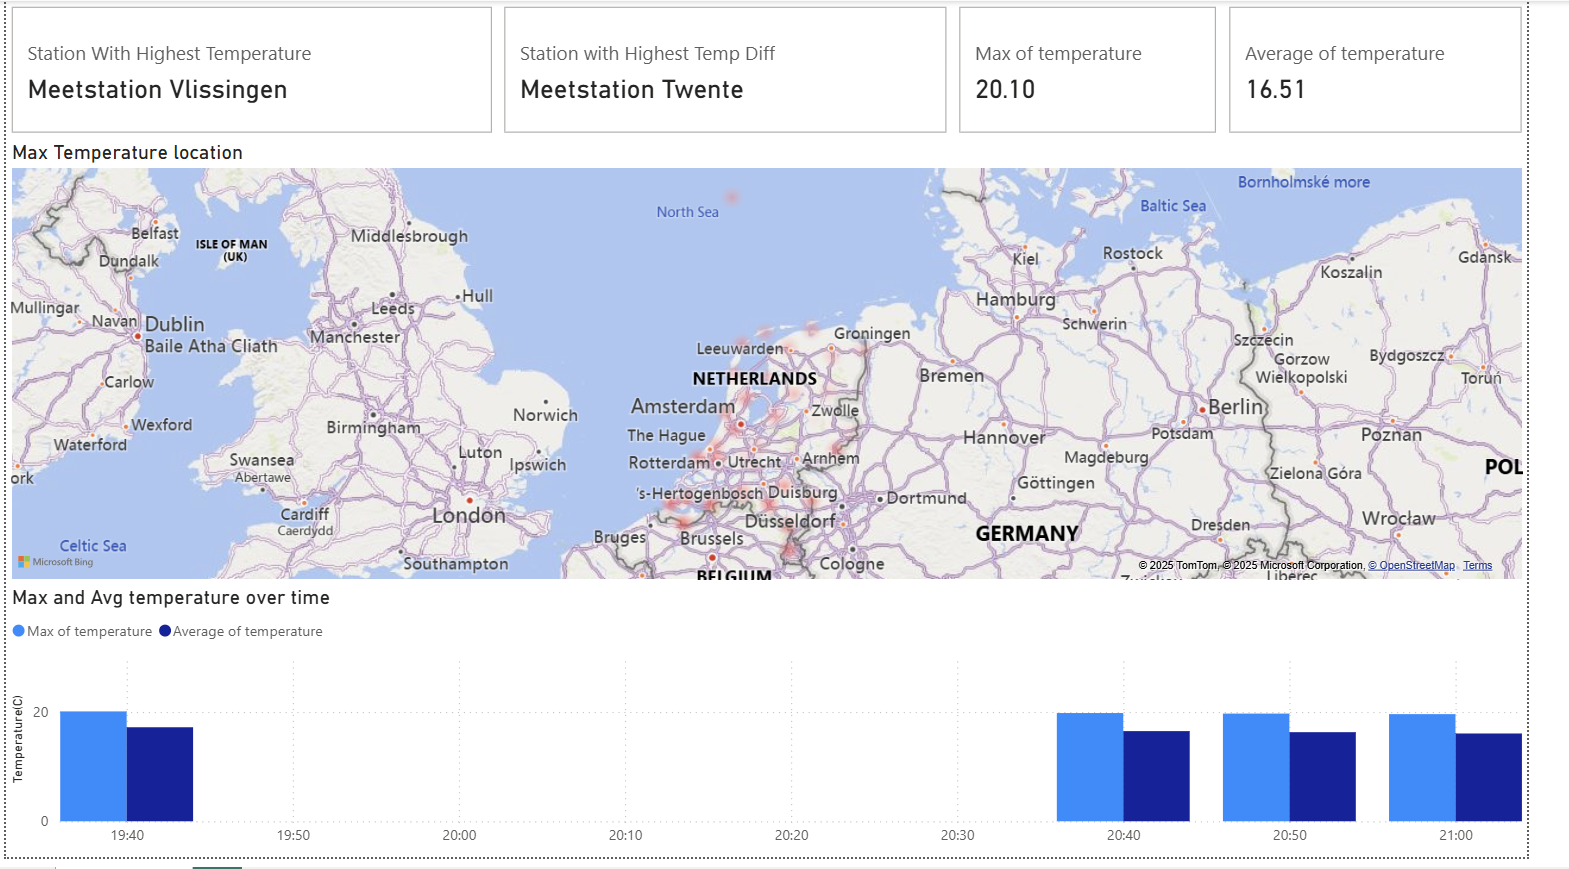 Station With Highest Temperature
Meetstation Vlissingen
Station with Highest Temp Diff
Meetstation Twente
Max of temperature
20.10
Average of temperature
16.51
Max Temperature location
Bornholmské more
Baltic Sea
North Sea
Belfast
ISLE OF MAN
(UK)
Middlesbrough
Dundalk
Kiel
Rostock
Koszalin
Gdansk
Mullingar
Navan
Dublin
Baile Atha Cliath
Leeds
Hull
Manchester
Hamburg
Schwerin
Groningen
Leeuwarden
Szczecin
Gorzow
Wielkopolski
Bydgoszcz
Torun
Carlow
NETHERLANDS
Bremen
Wexford
Waterford
Norwich
Birmingham
Amsterdam
Zwolle
Berlin
Potsdam
Poznan
The Hague
Hannover
Swansea
Abertawe
Luton
Ipswich
Rotterdam
Utrecht
Arnhem
Magdeburg
Zielona Góra
POL
ork
Göttingen
's-Hertogenbosch
Duisburg
Dortmund
Cardiff
Caerdydd
London
Düsseldorf
Dresden
Wrocław
Celtic Sea
Bruges
Brussels
GERMANY
Microsoft Bing
Southampton
BELGIUM
Cologne
Zwickau
Liberec
© 2025 TomTom, © 2025 Microsoft Corporation, © OpenStreetMap Terms
Max and Avg temperature over time
Max of temperature Average of temperature
Temperature(C)
20
0
19:40 19:50 20:00 20:10 20:20 20:30 20:40 20:50 21:00